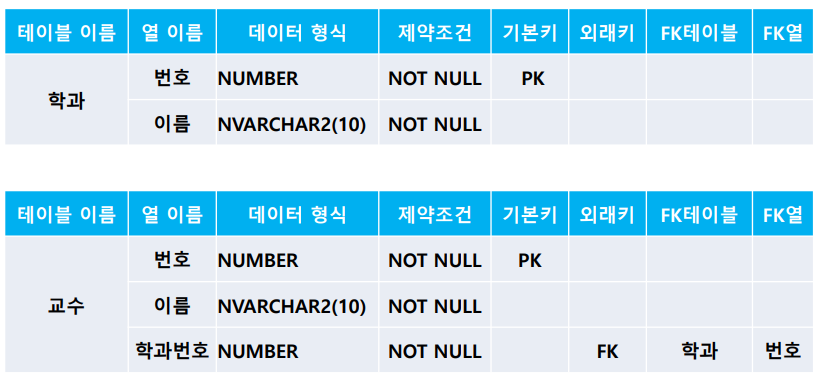 테이블 이름 열 이름 데이터 형식 제약조건 기본키 외래키 FK테이블 FK열
학과 번호 NUMBER NOT NULL PK
이름 NVARCHAR2(10) NOT NULL
테이블 이름 열 이름 데이터 형식 제약조건 기본키 외래키 FK테이블 FK열
교수 번호 NUMBER NOT NULL PK
이름 NVARCHAR2(10) NOT NULL
학과번호 NUMBER NOT NULL FK 학과 번호